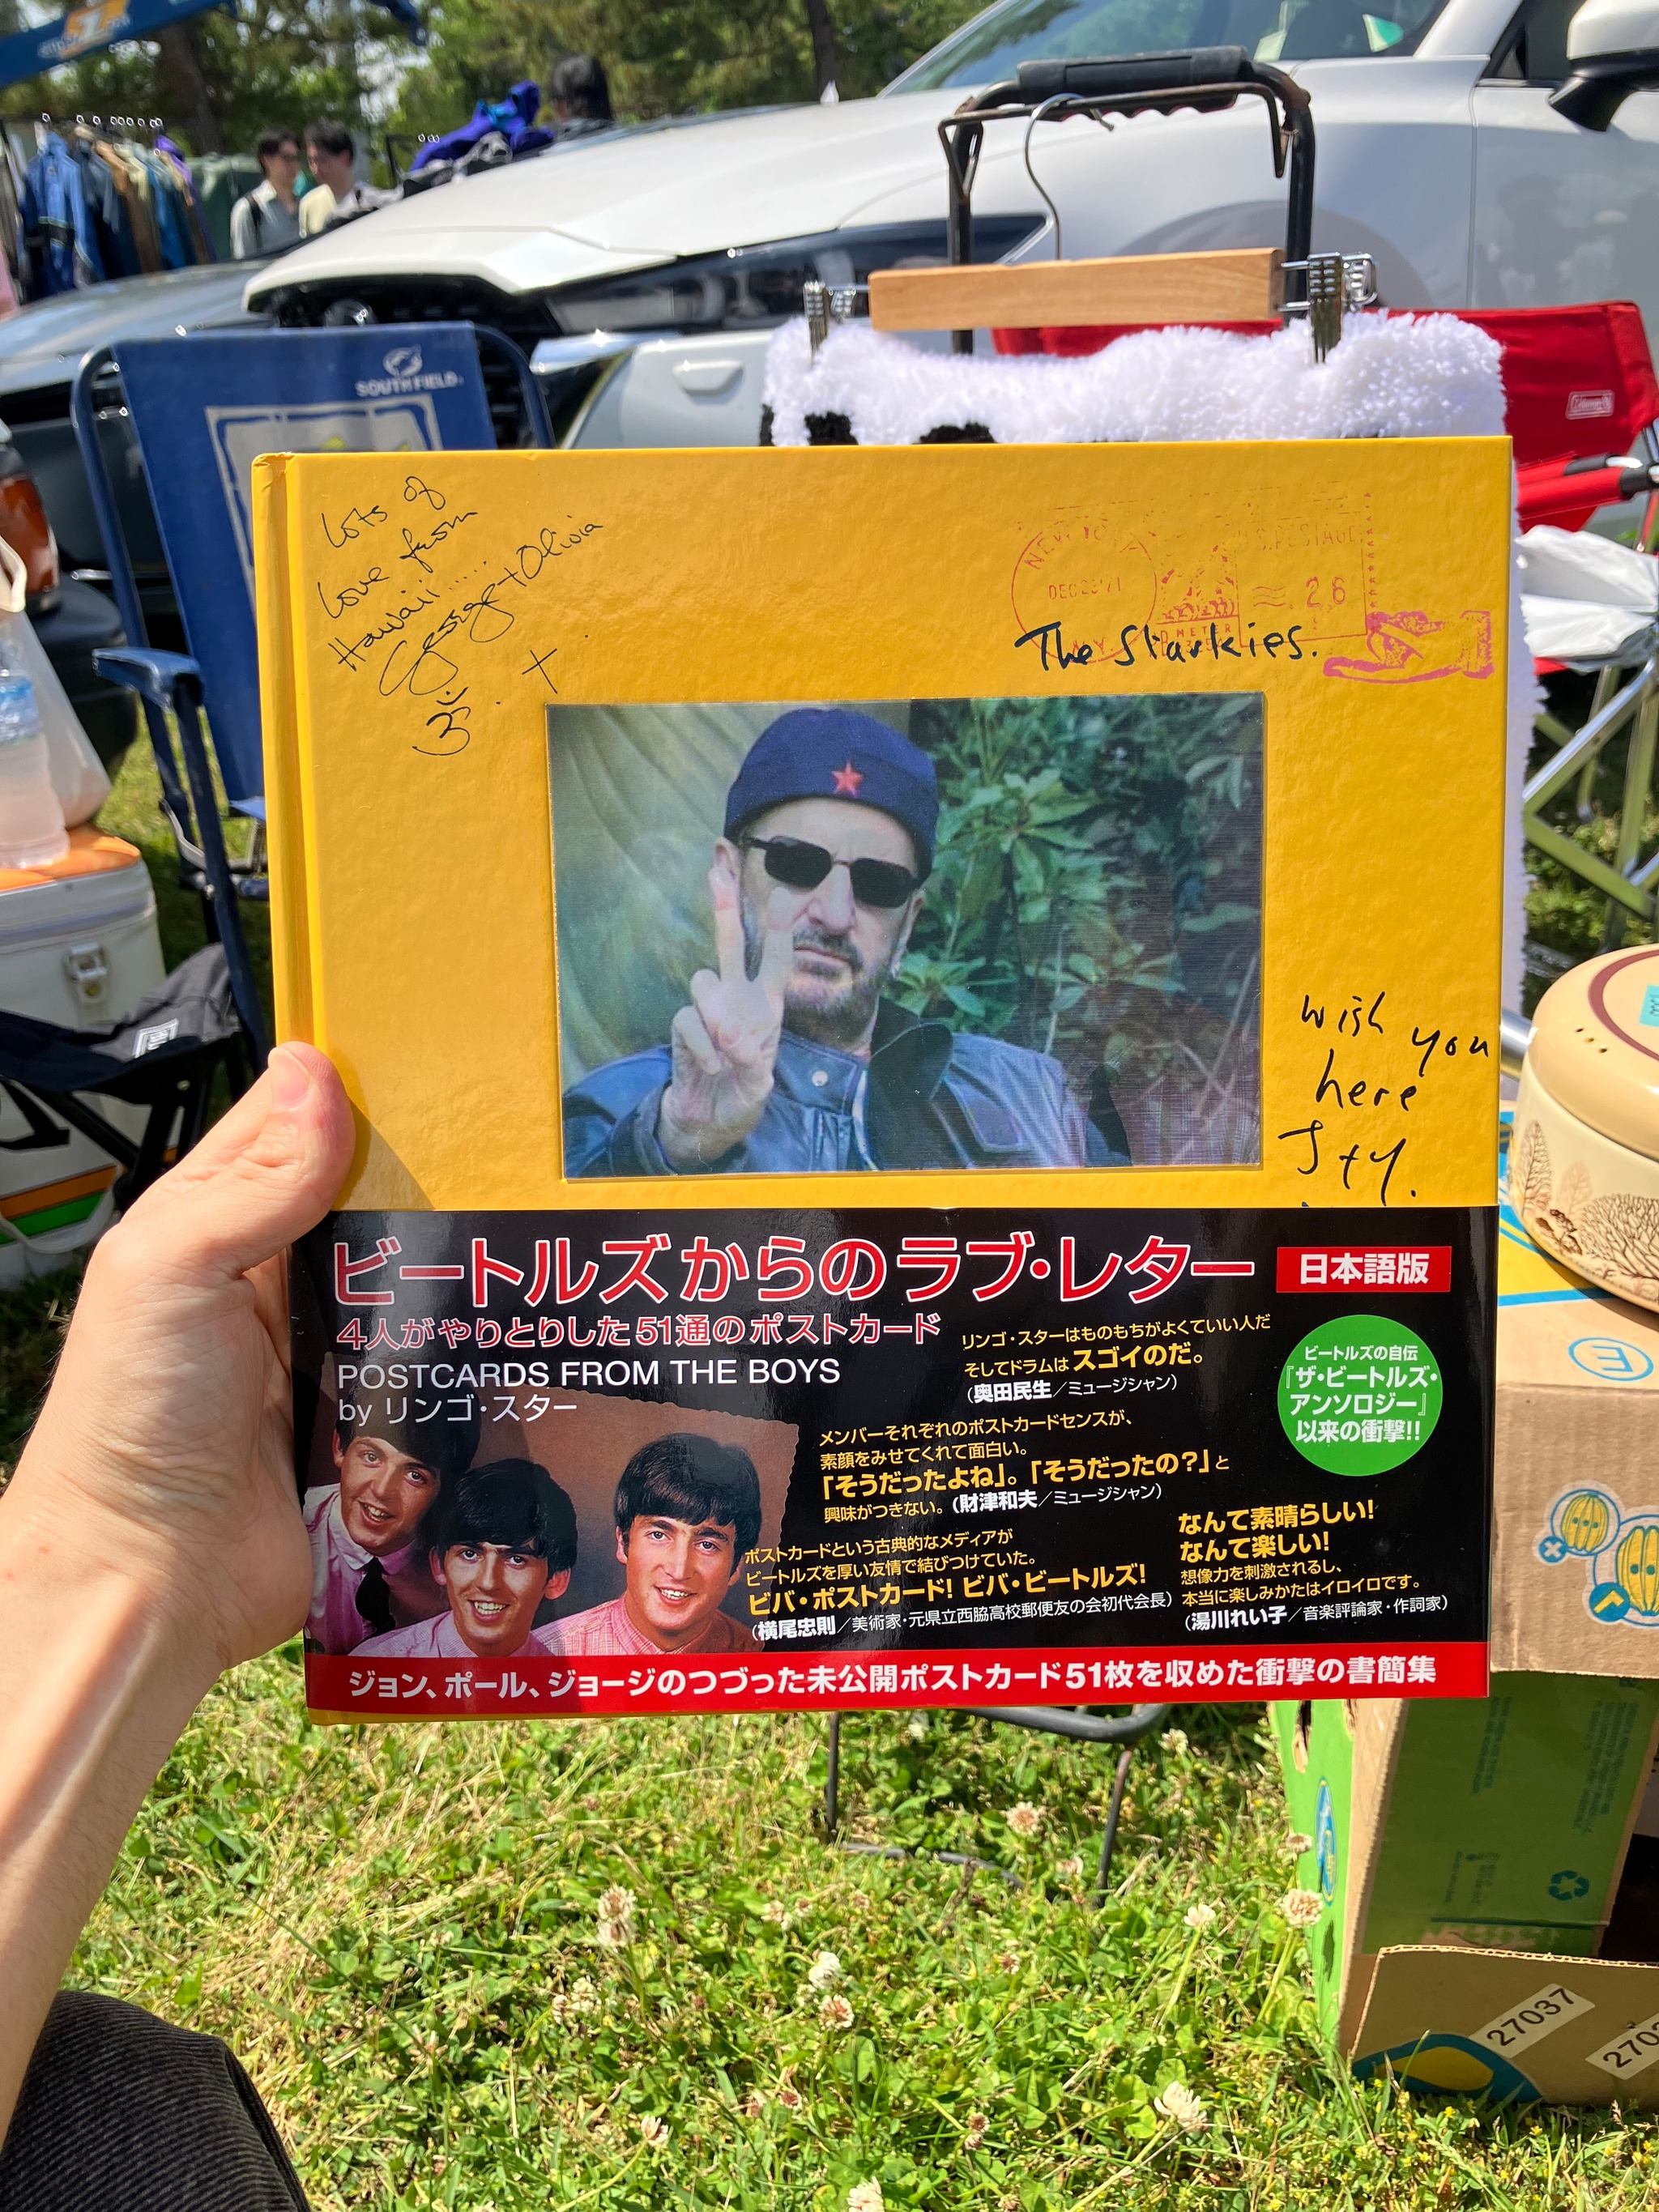 SOUTH FIELD
Coleman
Lots of
Love from
Hawaii......
George + Olivia
ॐ. +
NEW YO
DEC 28 '71
N.Y.
U.S. POSTAGE
≈ 26
METER
The Starkies.
wish you
here
Sty.
ビートルズからのラブ・レター
日本語版
4人がやりとりした51通のポストカード
POSTCARDS FROM THE BOYS
by リンゴ・スター
リンゴ・スターはものもちがよくていい人だ
そしてドラムはスゴイのだ。
(奥田民生/ミュージシャン)
ビートルズの自伝
『ザ・ビートルズ・
アンソロジー』
以来の衝撃!!
メンバーそれぞれのポストカードセンスが、
素顔をみせてくれて面白い。
「そうだったよね」。「そうだったの?」と
興味がつきない。(財津和夫/ミュージシャン)
ポストカードという古典的なメディアが
ビートルズを厚い友情で結びつけていた。
ビバ・ポストカード! ビバ・ビートルズ!
(横尾忠則/美術家・元県立西脇高校郵便友の会初代会長)
なんて素晴らしい!
なんて楽しい!
想像力を刺激されるし、
本当に楽しみかたはイロイロです。
(湯川れい子/音楽評論家・作詞家)
ジョン、ポール、ジョージのつづった未公開ポストカード51枚を収めた衝撃の書簡集
E
27037